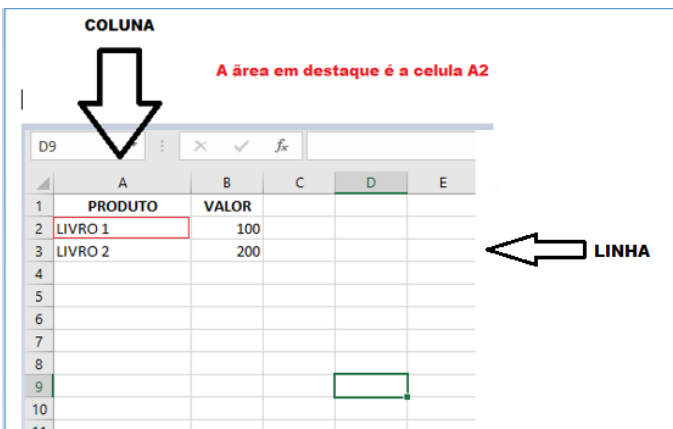 COLUNA
A ãrea em destaque é a celula A2
D9 fx
A B C D E
1 PRODUTO VALOR
2 LIVRO 1 100
3 LIVRO 2 200
LINHA
4
5
6
7
8
9
10